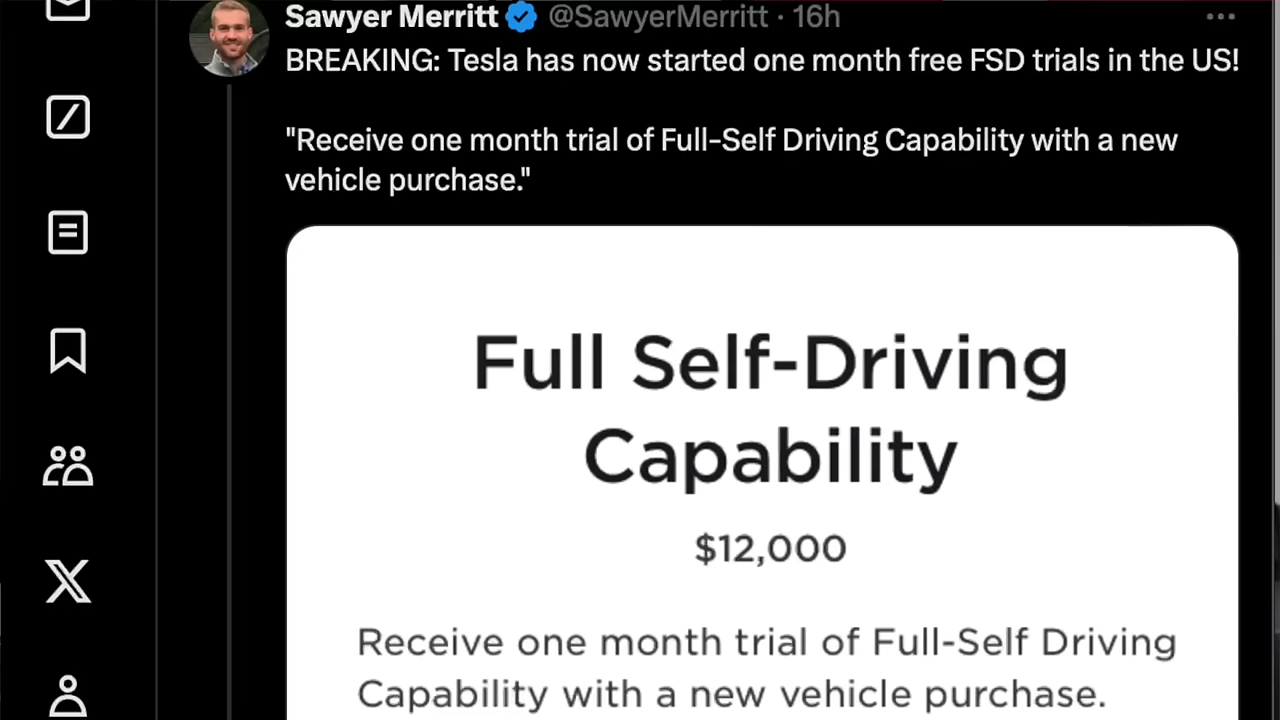 Sawyer Merritt @SawyerMerritt · 16h
BREAKING: Tesla has now started one month free FSD trials in the US!
"Receive one month trial of Full-Self Driving Capability with a new
vehicle purchase."
Full Self-Driving
Capability
$12,000
Receive one month trial of Full-Self Driving
Capability with a new vehicle purchase.